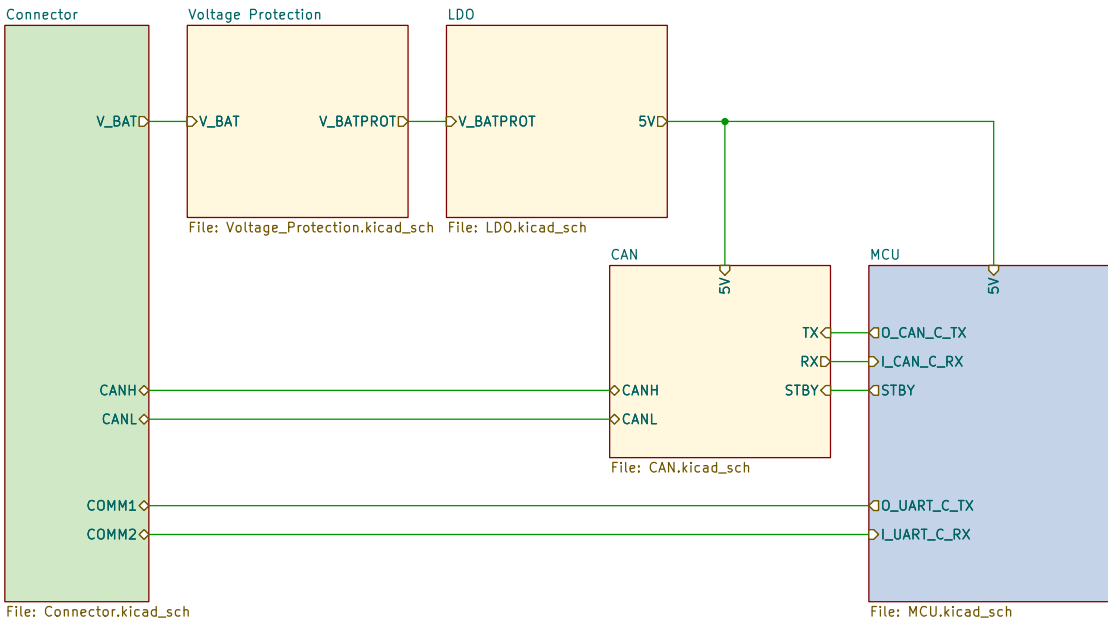 Connector
Voltage Protection
LDO
V_BAT
V_BAT
V_BATPROT
V_BATPROT
5V
File: Voltage_Protection.kicad_sch
File: LDO.kicad_sch
CAN
MCU
5V
5V
TX
O_CAN_C_TX
RX
I_CAN_C_RX
CANH
CANH
STBY
STBY
CANL
CANL
File: CAN.kicad_sch
COMM1
O_UART_C_TX
COMM2
I_UART_C_RX
File: Connector.kicad_sch
File: MCU.kicad_sch